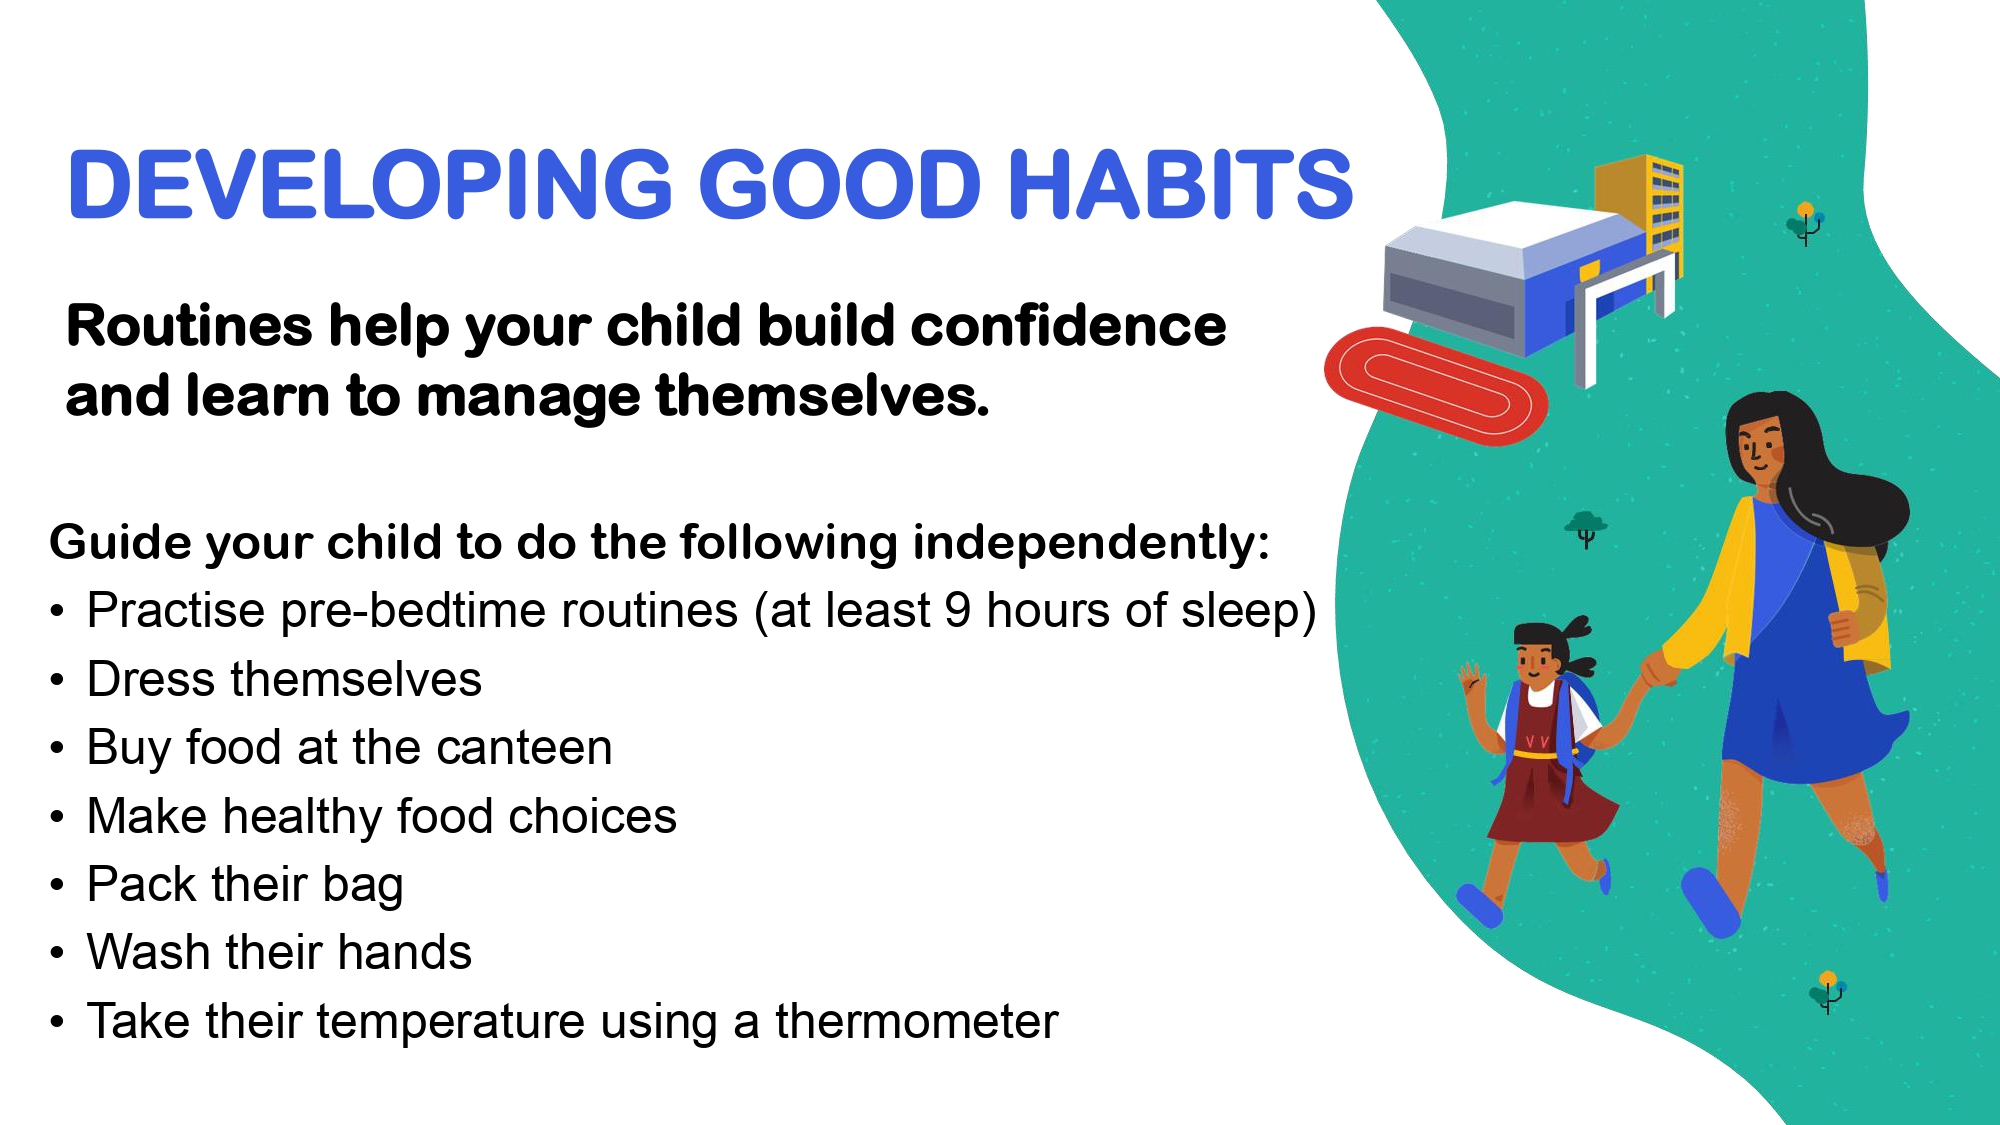 DEVELOPING GOOD HABITS
Routines help your child build confidence
and learn to manage themselves.
Guide your child to do the following independently:
• Practise pre-bedtime routines (at least 9 hours of sleep)
• Dress themselves
• Buy food at the canteen
• Make healthy food choices
• Pack their bag
• Wash their hands
• Take their temperature using a thermometer